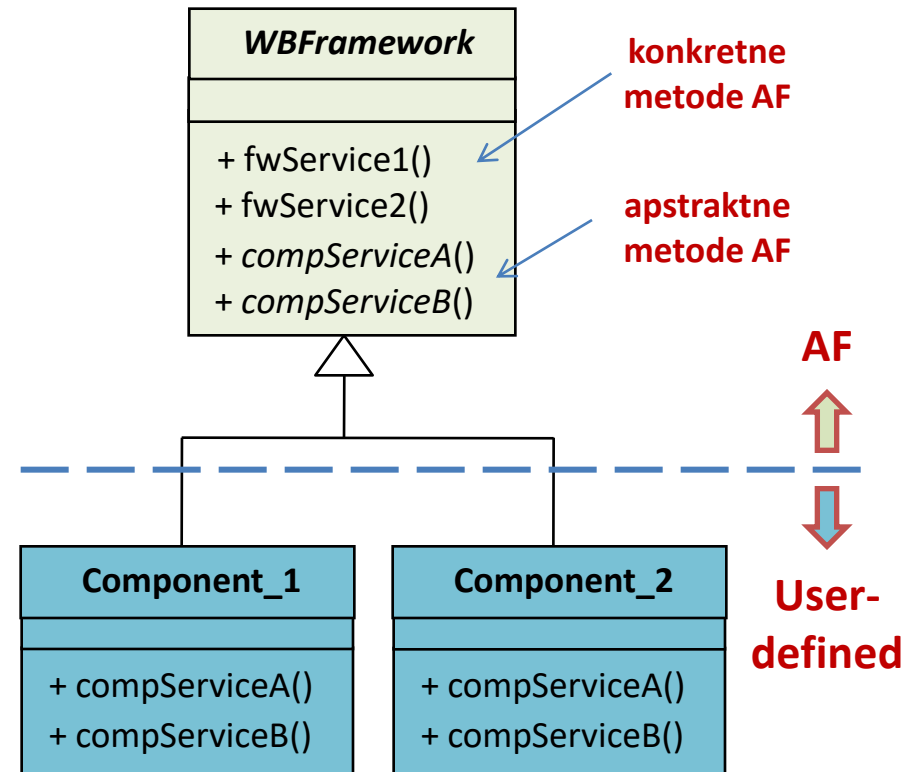 WBFramework
+ fwService1()
+ fwService2()
+ compServiceA()
+ compServiceB()
konkretne
metode AF
apstraktne
metode AF
AF
User-
defined
Component_1
+ compServiceA()
+ compServiceB()
Component_2
+ compServiceA()
+ compServiceB()